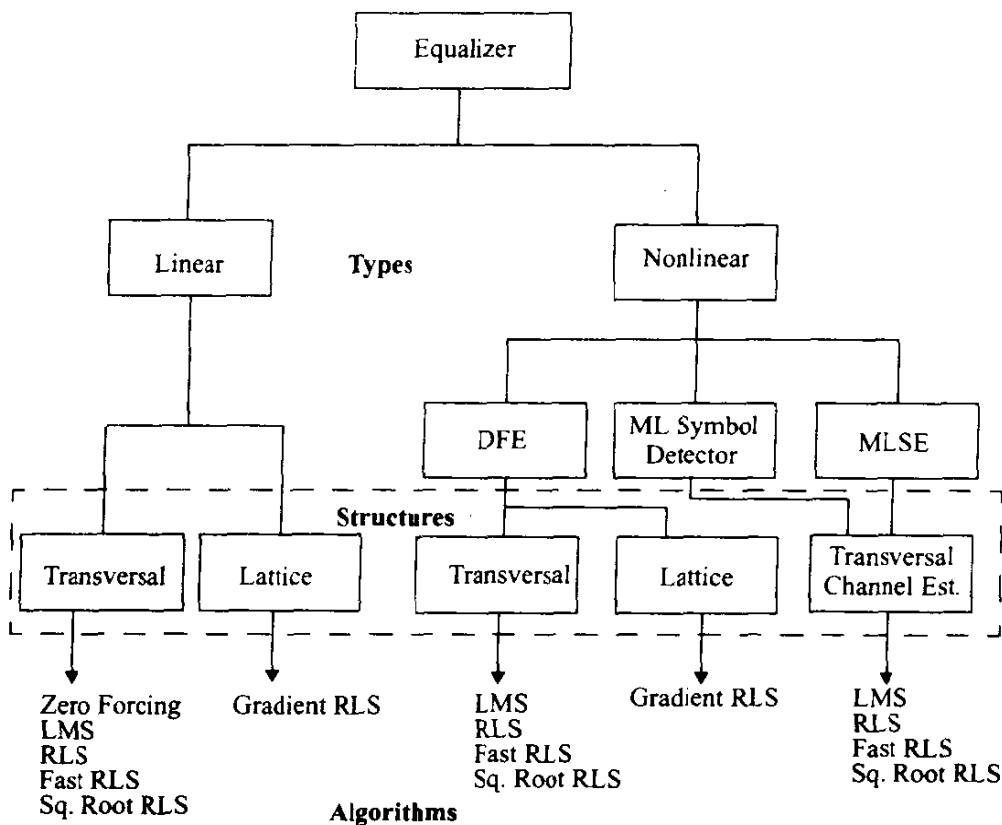 Equalizer
Linear
Types
Nonlinear
DFE
ML Symbol
Detector
MLSE
Structures
Transversal
Lattice
Transversal
Lattice
Transversal
Channel Est.
Zero Forcing
LMS
RLS
Fast RLS
Sq. Root RLS
Gradient RLS
LMS
RLS
Fast RLS
Sq. Root RLS
Gradient RLS
LMS
RLS
Fast RLS
Sq. Root RLS
Algorithms